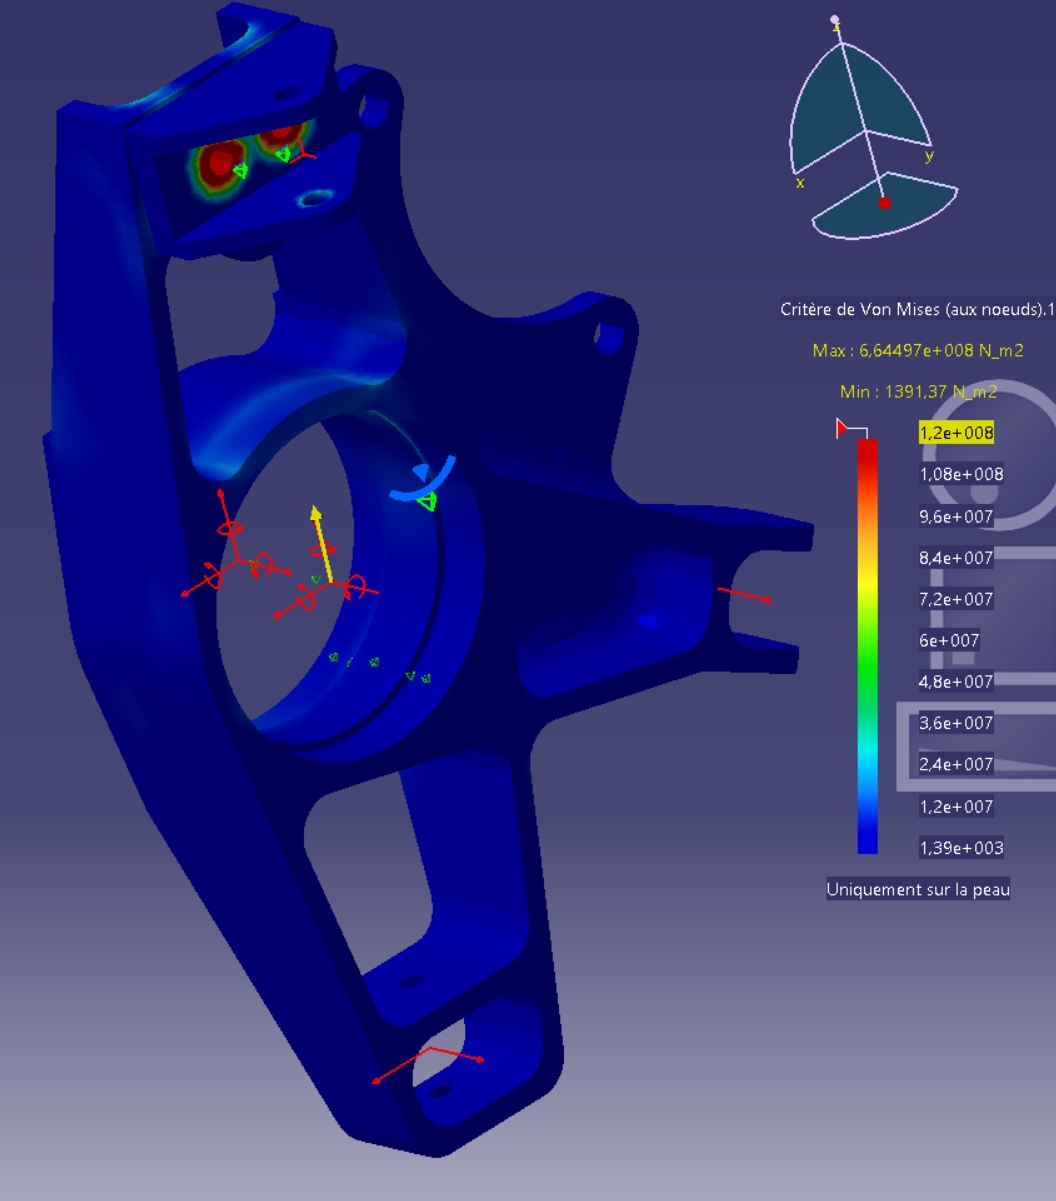 z
y
x
Critère de Von Mises (aux noeuds).1
Max : 6,64497e+008 N_m2
Min : 1391,37 N_m2
1,2e+008
1,08e+008
9,6e+007
8,4e+007
7,2e+007
6e+007
4,8e+007
3,6e+007
2,4e+007
1,2e+007
1,39e+003
Uniquement sur la peau